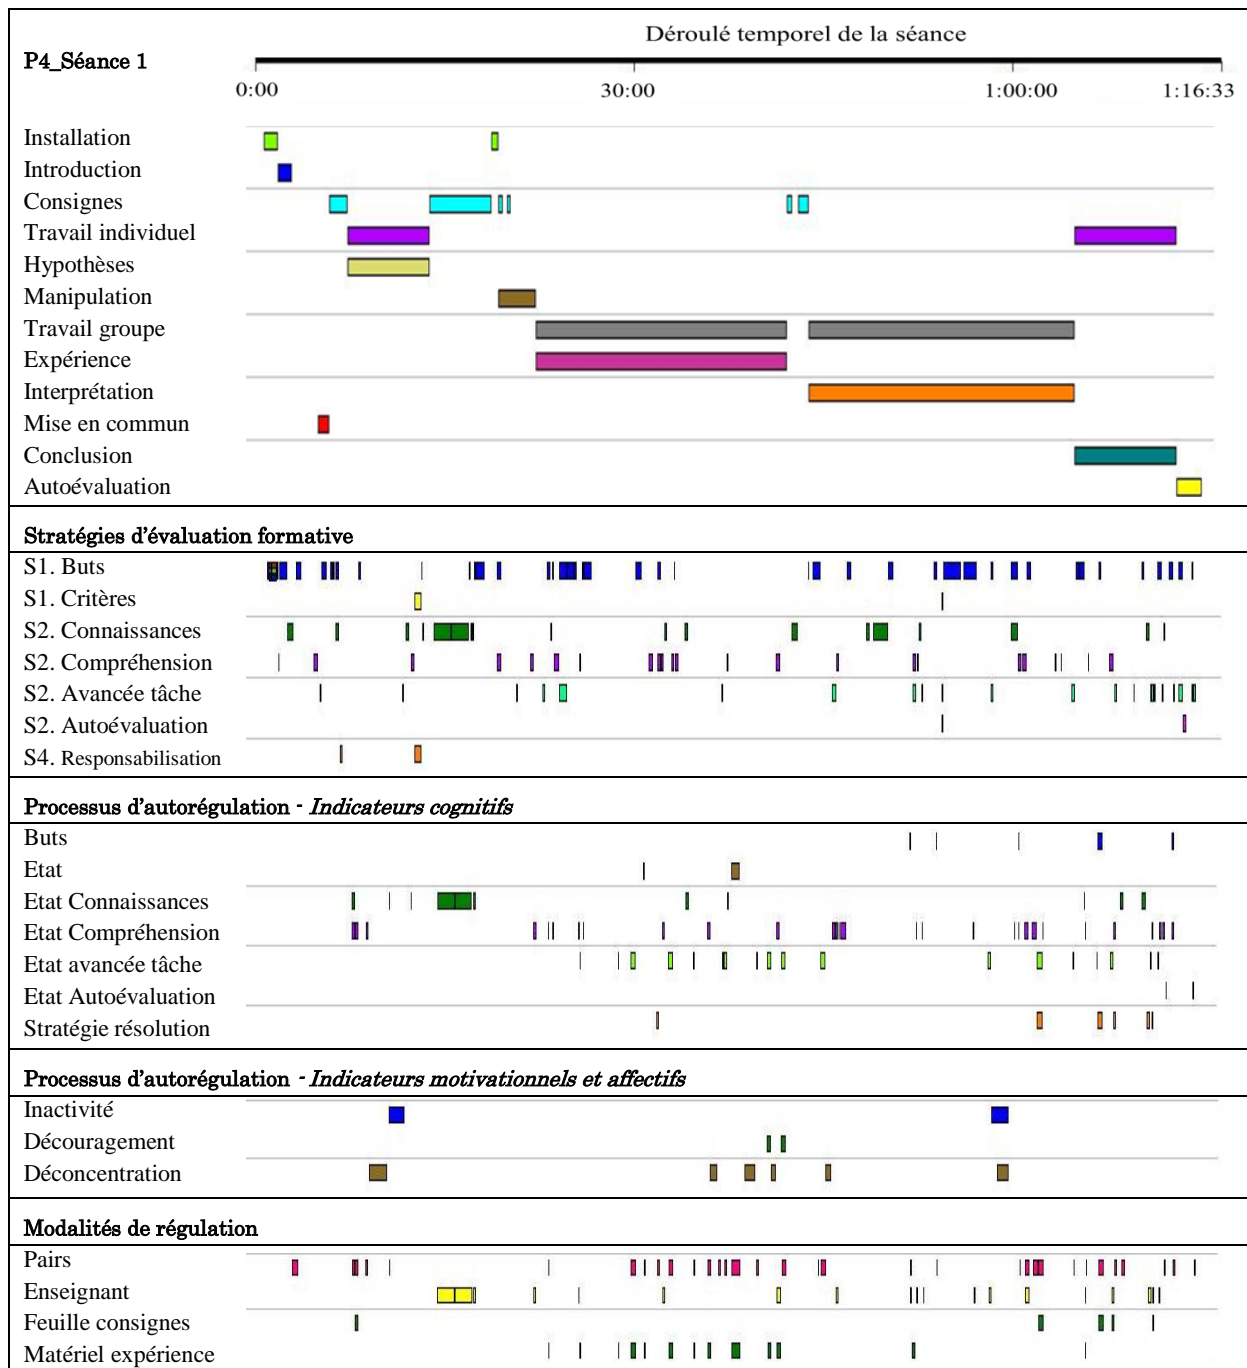 Déroulé temporel de la séance
P4_Séance 1
0:00 30:00 1:00:00 1:16:33
Installation
Introduction
Consignes
Travail individuel
Hypothèses
Manipulation
Travail groupe
Expérience
Interprétation
Mise en commun
Conclusion
Autoévaluation
Stratégies d'évaluation formative
S1. Buts
S1. Critères
S2. Connaissances
S2. Compréhension
S2. Avancée tâche
S2. Autoévaluation
S4. Responsabilisation
Processus d'autorégulation - Indicateurs cognitifs
Buts
Etat
Etat Connaissances
Etat Compréhension
Etat avancée tâche
Etat Autoévaluation
Stratégie résolution
Processus d'autorégulation - Indicateurs motivationnels et affectifs
Inactivité
Découragement
Déconcentration
Modalités de régulation
Pairs
Enseignant
Feuille consignes
Matériel expérience